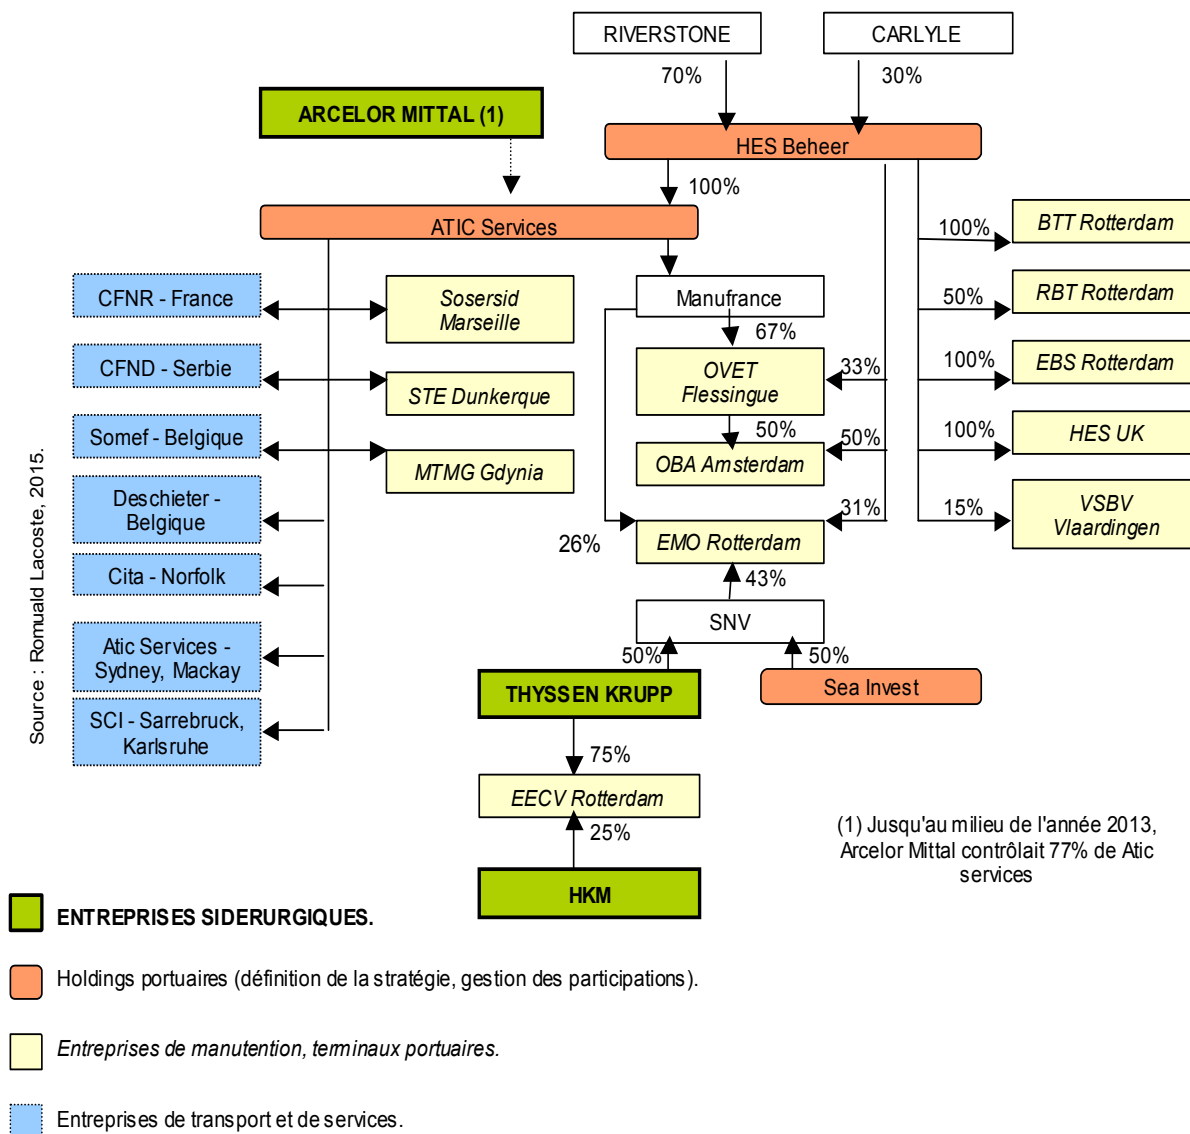 RIVERSTONE
CARLYLE
70%
30%
ARCELOR MITTAL (1)
HES Beheer
100%
ATIC Services
BTT Rotterdam
100%
CFNR - France
Sosersid
Marseille
Manufrance
RBT Rotterdam
50%
67%
CFND - Serbie
STE Dunkerque
OVET
Flessingue
33%
EBS Rotterdam
100%
Somef - Belgique
MTMG Gdynia
50%
OBA Amsterdam
50%
HES UK
100%
Deschieter -
Belgique
31%
VSBV
Vlaardingen
15%
26%
EMO Rotterdam
Cita - Norfolk
43%
SNV
Atic Services -
Sydney, Mackay
50%
50%
THYSSEN KRUPP
Sea Invest
SCI - Sarrebruck,
Karlsruhe
75%
EECV Rotterdam
25%
HKM
(1) Jusqu'au milieu de l'année 2013,
Arcelor Mittal contrôlait 77% de Atic
services
Source : Romuald Lacoste, 2015.
ENTREPRISES SIDERURGIQUES.
Holdings portuaires (définition de la stratégie, gestion des participations).
Entreprises de manutention, terminaux portuaires.
Entreprises de transport et de services.